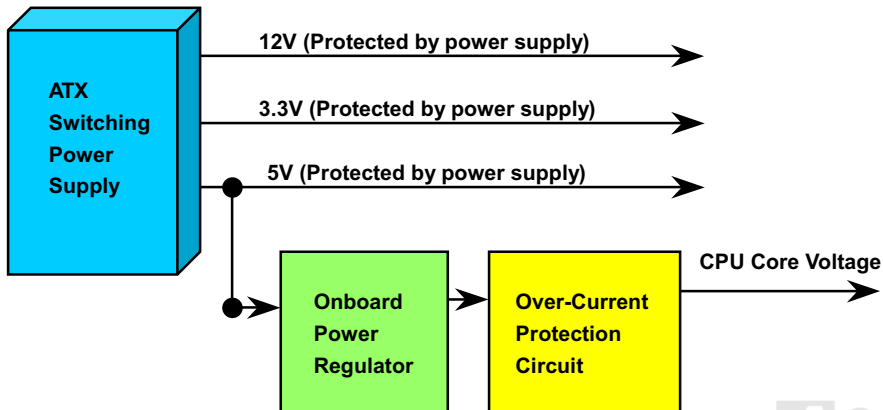 12V (Protected by power supply)
ATX
Switching
Power
Supply
3.3V (Protected by power supply)
5V (Protected by power supply)
CPU Core Voltage
Onboard
Power
Regulator
Over-Current
Protection
Circuit